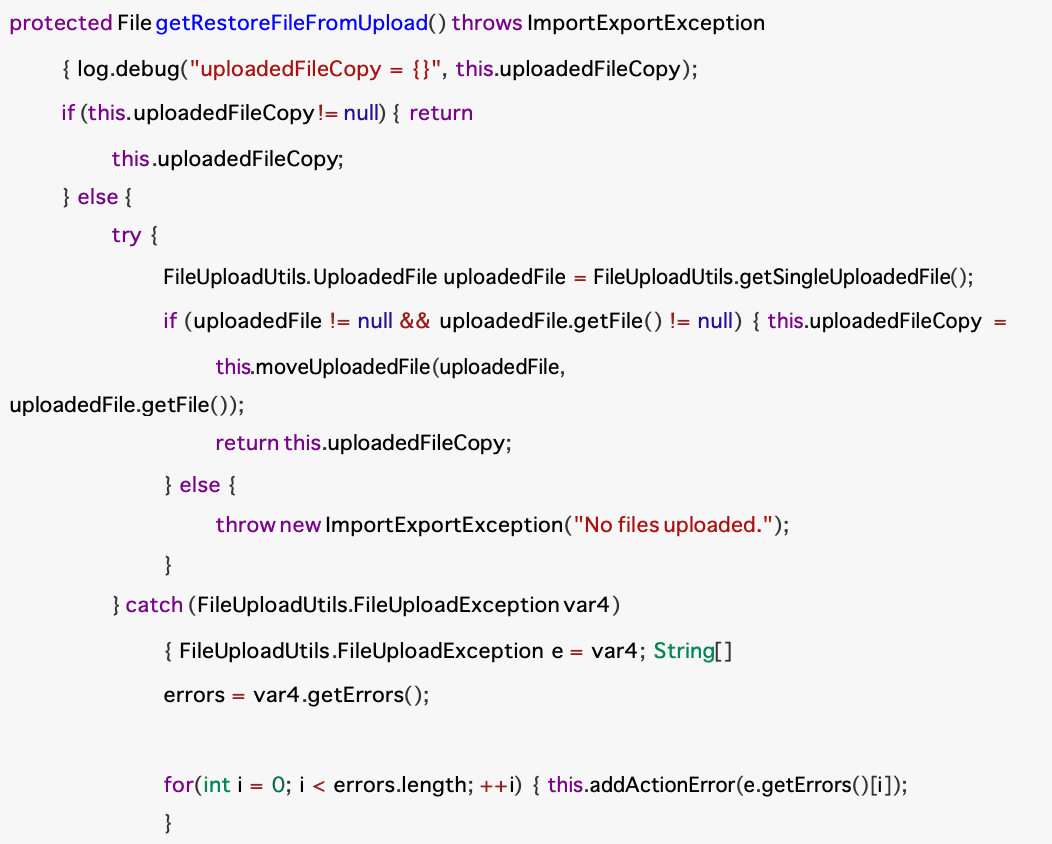 protected File getRestoreFileFromUpload() throws ImportExportException
{ log.debug("uploadedFileCopy = {}", this.uploadedFileCopy);
if (this.uploadedFileCopy != null) { return
this.uploadedFileCopy;
} else {
try {
FileUploadUtils.UploadedFile uploadedFile = FileUploadUtils.getSingleUploadedFile();
if (uploadedFile != null && uploadedFile.getFile() != null) { this.uploadedFileCopy =
this.moveUploadedFile(uploadedFile,
uploadedFile.getFile());
return this.uploadedFileCopy;
} else {
throw new ImportExportException("No files uploaded.");
}
} catch (FileUploadUtils.FileUploadException var4)
{ FileUploadUtils.FileUploadException e = var4; String[]
errors = var4.getErrors();
for(int i = 0; i < errors.length; ++i) { this.addActionError(e.getErrors()[i]);
}